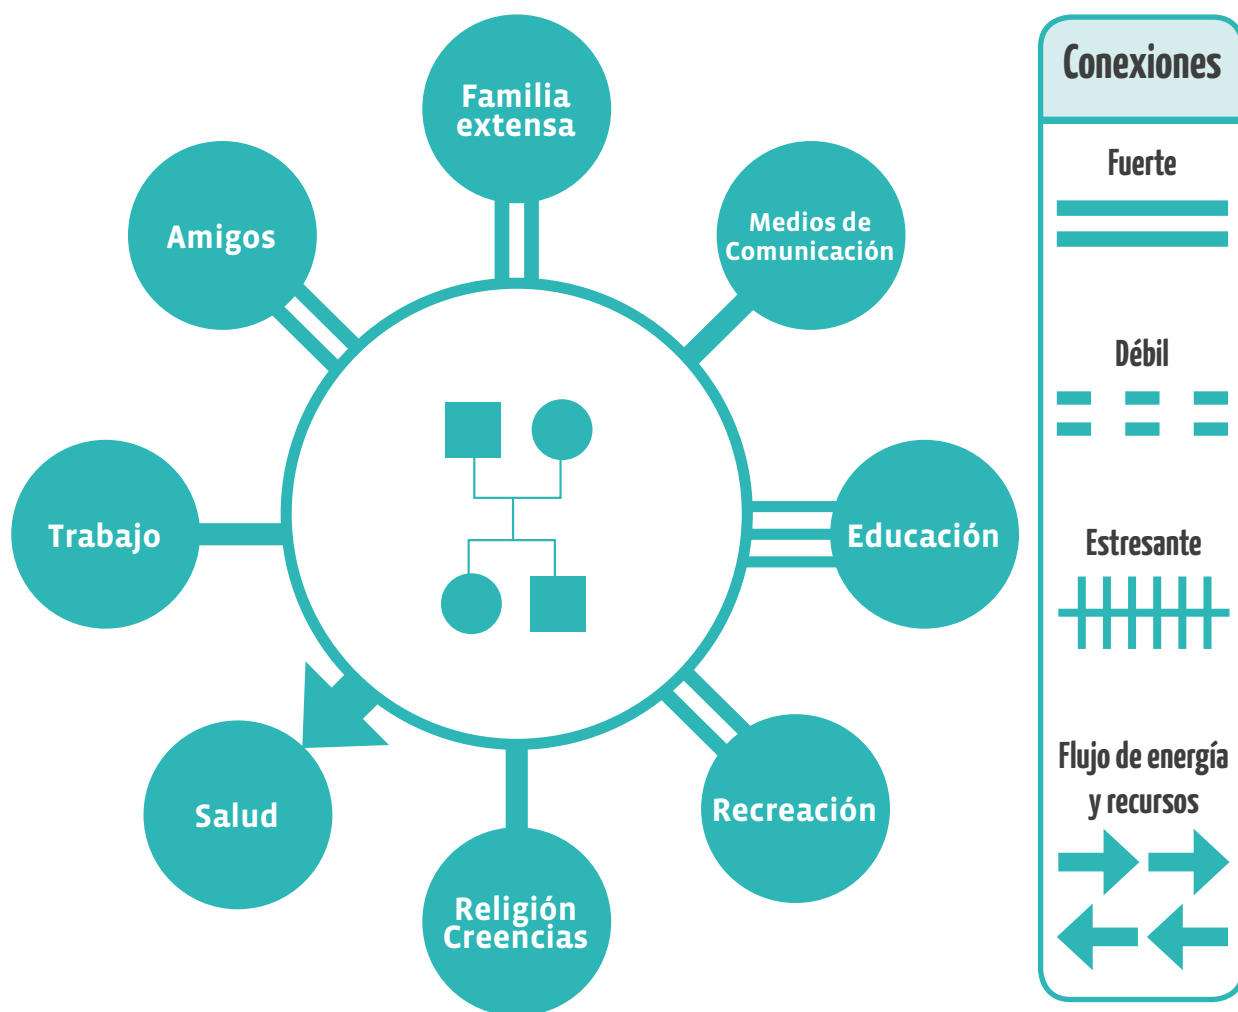 Familia
extensa
Medios de
Comunicación
Amigos
Trabajo
Educación
Salud
Recreación
Religión
Creencias
Conexiones
Fuerte
Débil
Estresante
Flujo de energía
y recursos